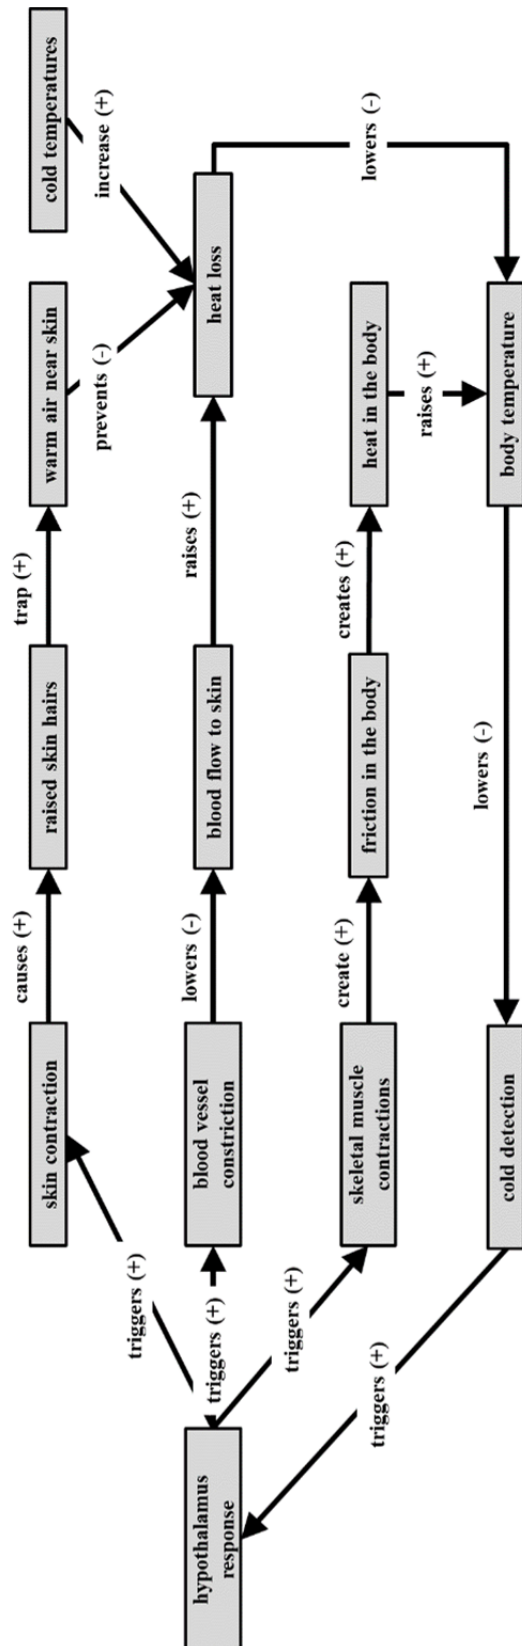 cold temperatures
increase (+)
warm air near skin
prevents (-)
trap (+)
raised skin hairs
causes (+)
skin contraction
triggers (+)
heat loss
lowers (-)
raises (+)
blood flow to skin
lowers (-)
blood vessel
constriction
triggers (+)
hypothalamus
response
heat in the body
raises (+)
creates (+)
friction in the body
create (+)
skeletal muscle
contractions
triggers (+)
body temperature
lowers (-)
cold detection
triggers (+)